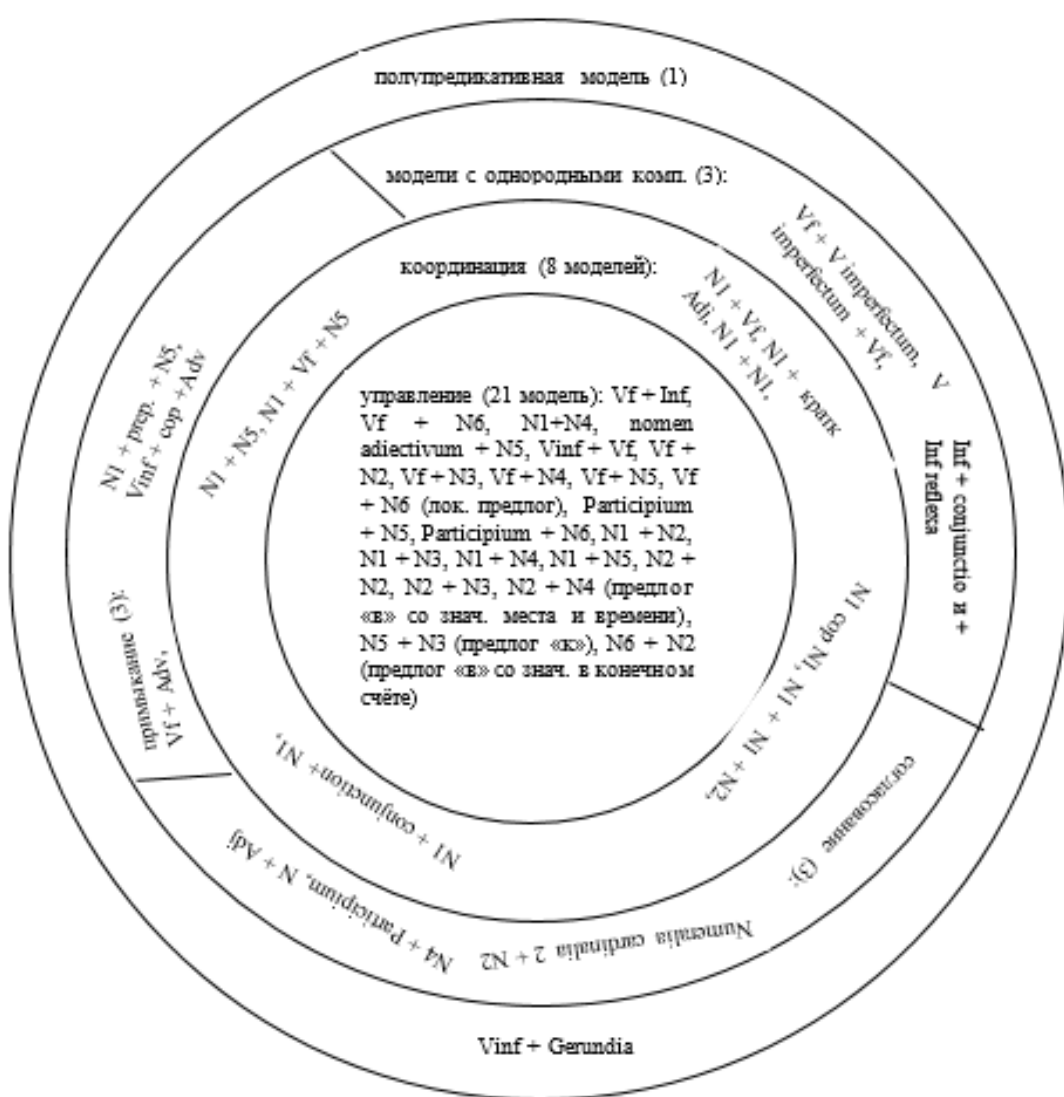 полупредикативная модель (1)
модели с однородными комп. (3):
Vf + V imperfectum, V
imperfectum + Vf,
Inf + conjunctio и +
Inf reflexa
координация (8 моделей):
N1 + Vf, N1 + кратк
Adj, N1 + N1,
N1 cop N1, N1 + N1 + N2,
N1 + conjunction+ N1,
N1 + N5, N1 + Vf + N5
управление (21 модель): Vf + Inf,
Vf + N6, N1+N4, nomen
adiectivum + N5, Vinf + Vf, Vf +
N2, Vf + N3, Vf + N4, Vf + N5, Vf
+ N6 (лок. предлог), Participium
+ N5, Participium + N6, N1 + N2,
N1 + N3, N1 + N4, N1 + N5, N2 +
N2, N2 + N3, N2 + N4 (предлог
«в» со знач. места и времени),
N5 + N3 (предлог «к»), N6 + N2
(предлог «в» со знач. в конечном
счёте)
согласование (3):
Numeralia cardinalia 2 + N2
N4 + Participium, N + Adj
примыкание (3):
Vf + Adv,
N1 + prep. + N5,
Vinf + cop + Adv
Vinf + Gerundia